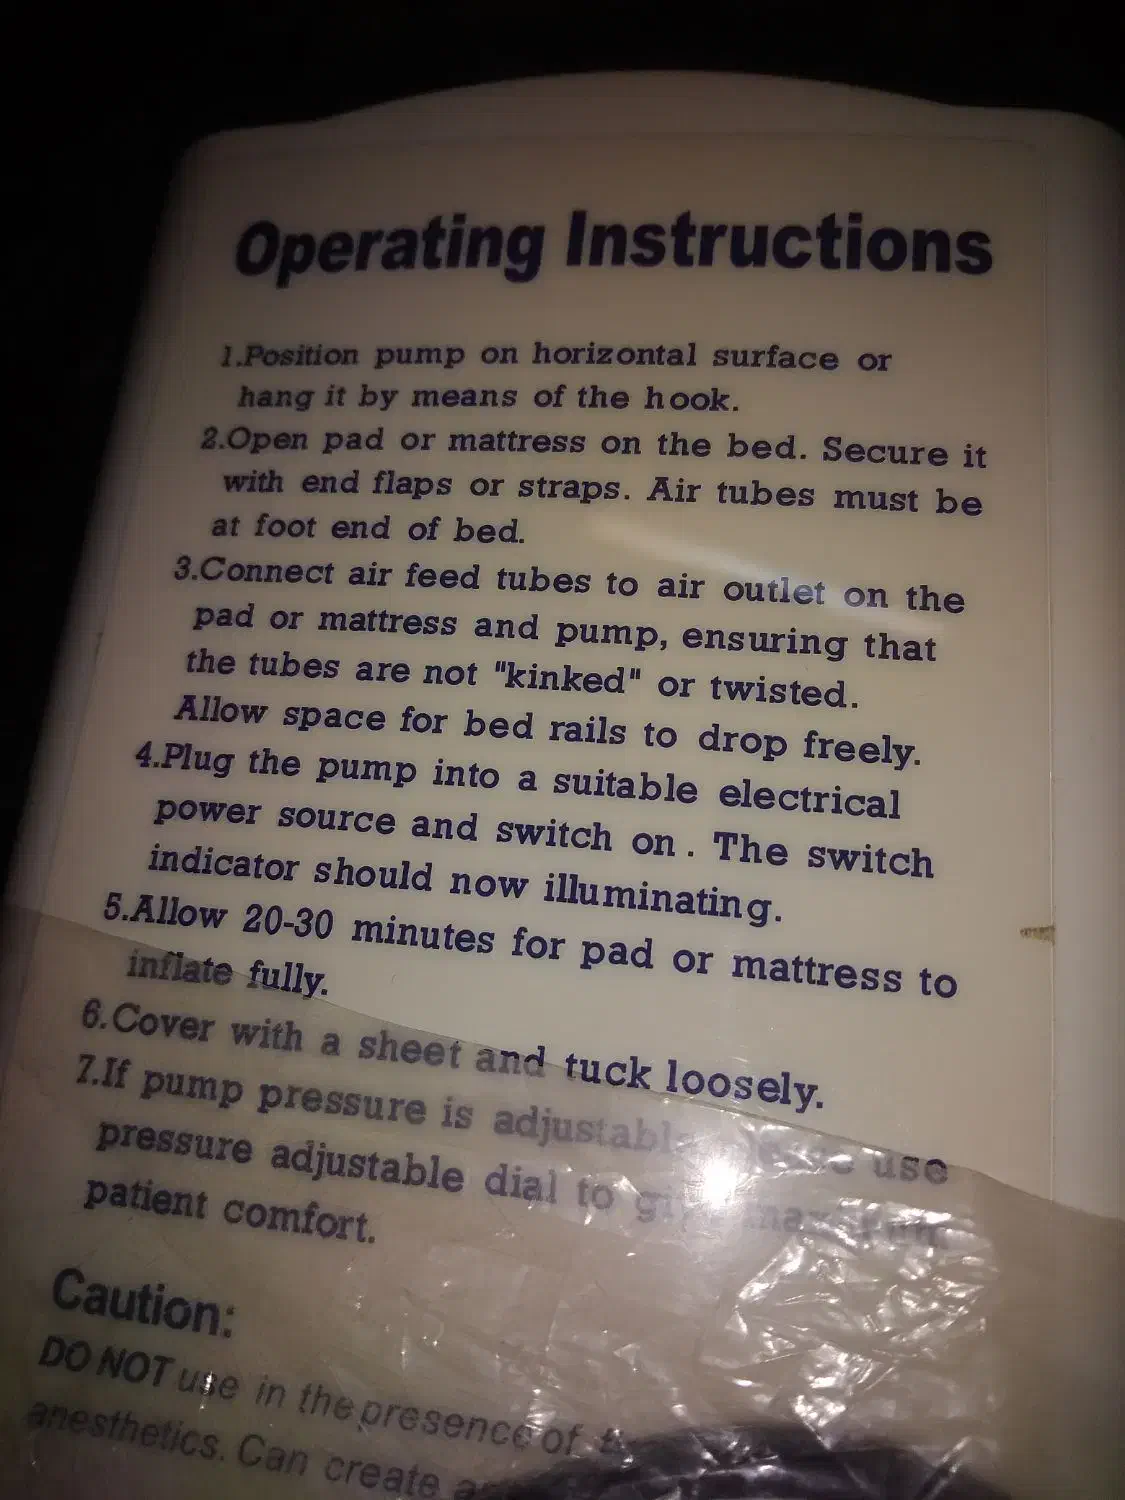 Operating Instructions
1.Position pump on horizontal surface or
hang it by means of the hook.
2.Open pad or mattress on the bed. Secure it
with end flaps or straps. Air tubes must be
at foot end of bed.
3.Connect air feed tubes to air outlet on the
pad or mattress and pump, ensuring that
the tubes are not "kinked" or twisted.
Allow space for bed rails to drop freely.
4.Plug the pump into a suitable electrical
power source and switch on . The switch
indicator should now illuminating.
5.Allow 20-30 minutes for pad or mattress to
inflate fully.
6.Cover with a sheet and tuck loosely.
7.If pump pressure is adjustable use
pressure adjustable dial to
patient comfort.
Caution:
DO NOT use in the presence of
anesthetics. Can create